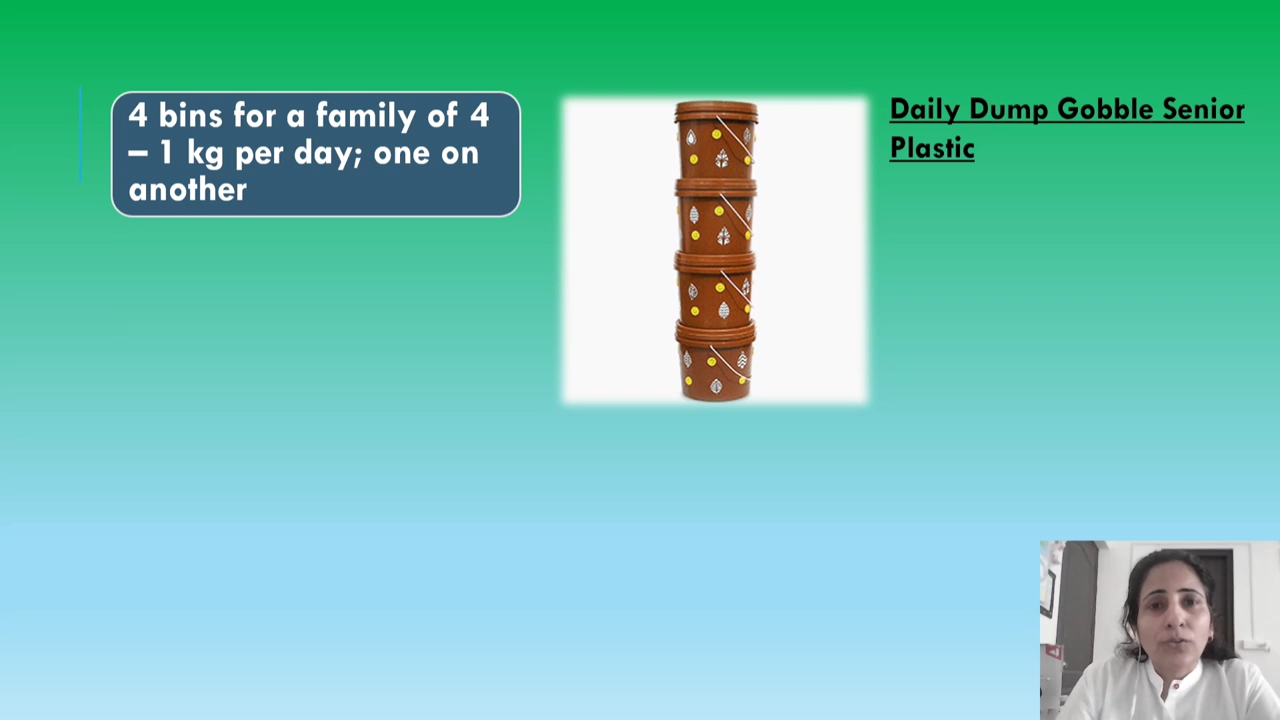 4 bins for a family of 4
– 1 kg per day; one on
another
Daily Dump Gobble Senior
Plastic